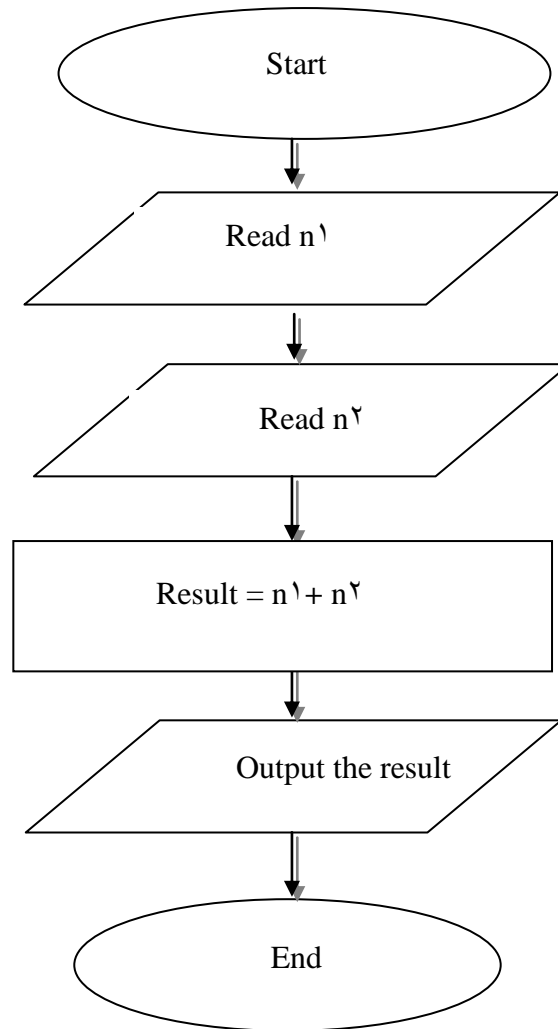 Start
Read n١
Read n٢
Result = n١+ n٢
Output the result
End